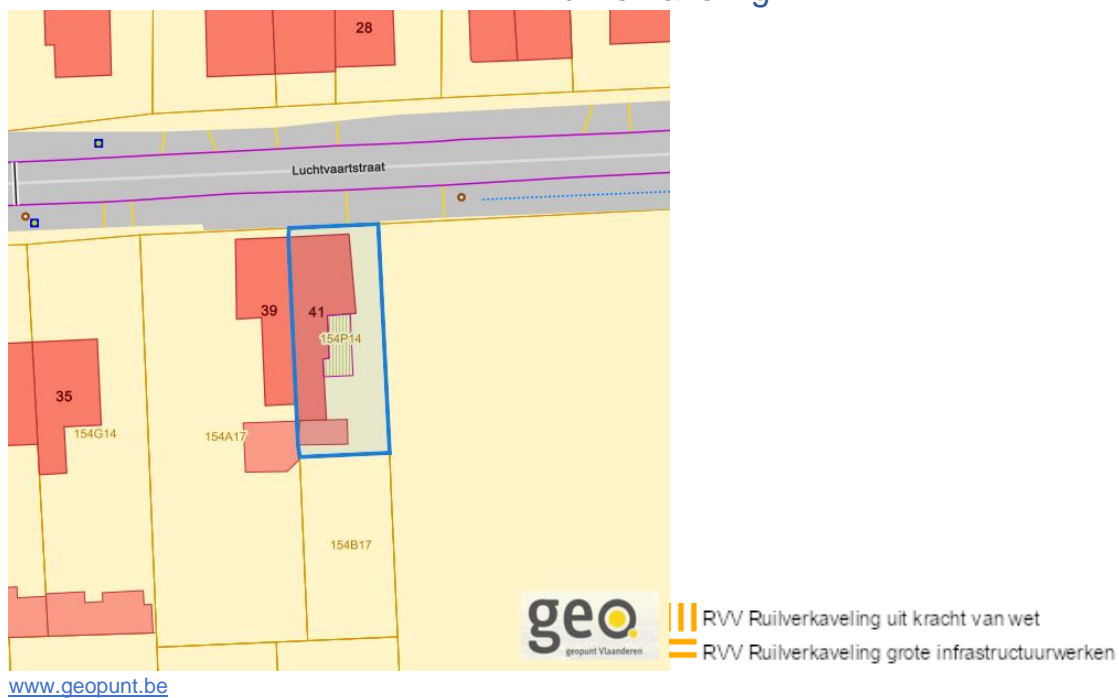 28
Luchtvaartstraat
39
41
154P14
35
154G14
154A17
154B17
geo
geopunt Vlaanderen
RVV Ruilverkaveling uit kracht van wet
RVV Ruilverkaveling grote infrastructuurwerken
www.geopunt.be